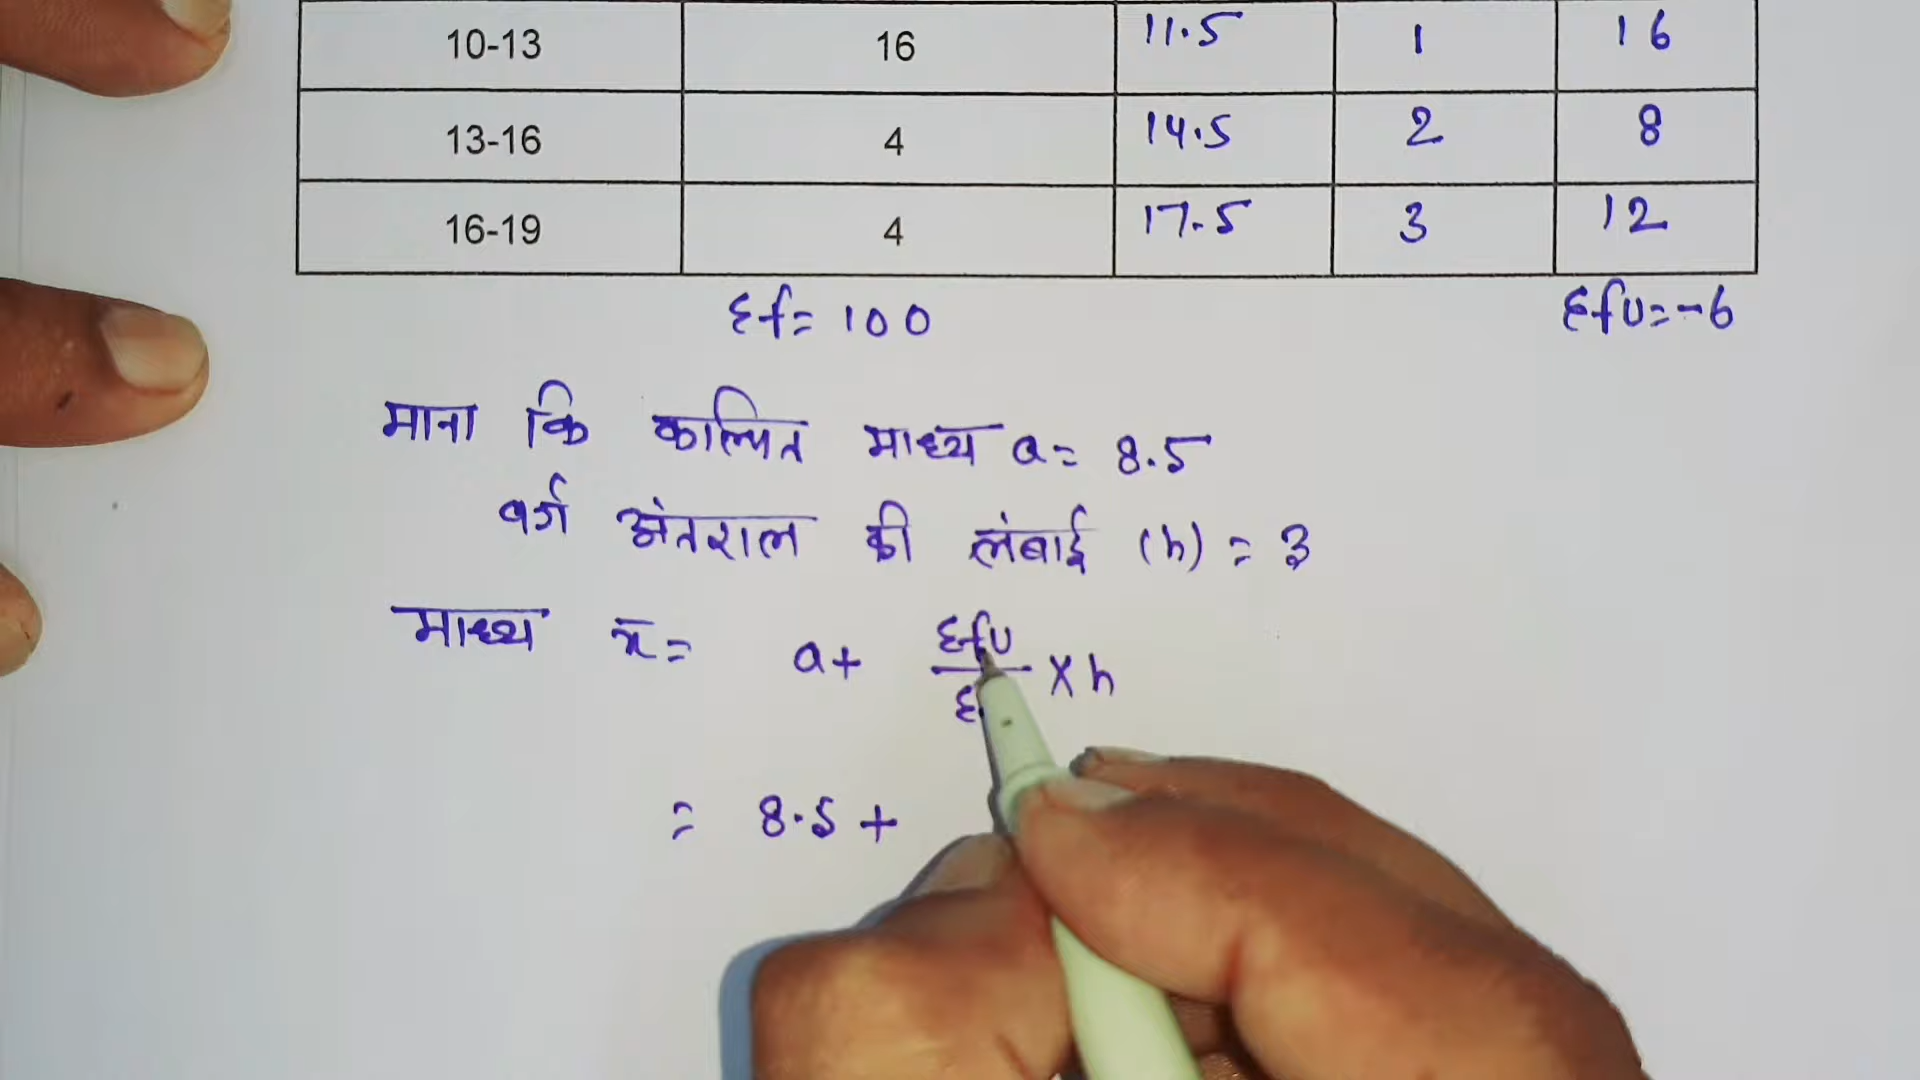 10-13 16 11.5 1 16
13-16 4 14.5 2 8
16-19 4 17.5 3 12
Σf= 100 Σfu=-6
माना कि कल्पित माध्य a= 8.5
वर्ग अंतराल की लंबाई (h) = 3
माध्य x̄= a+ Σfu/Σ × h
= 8.5 +